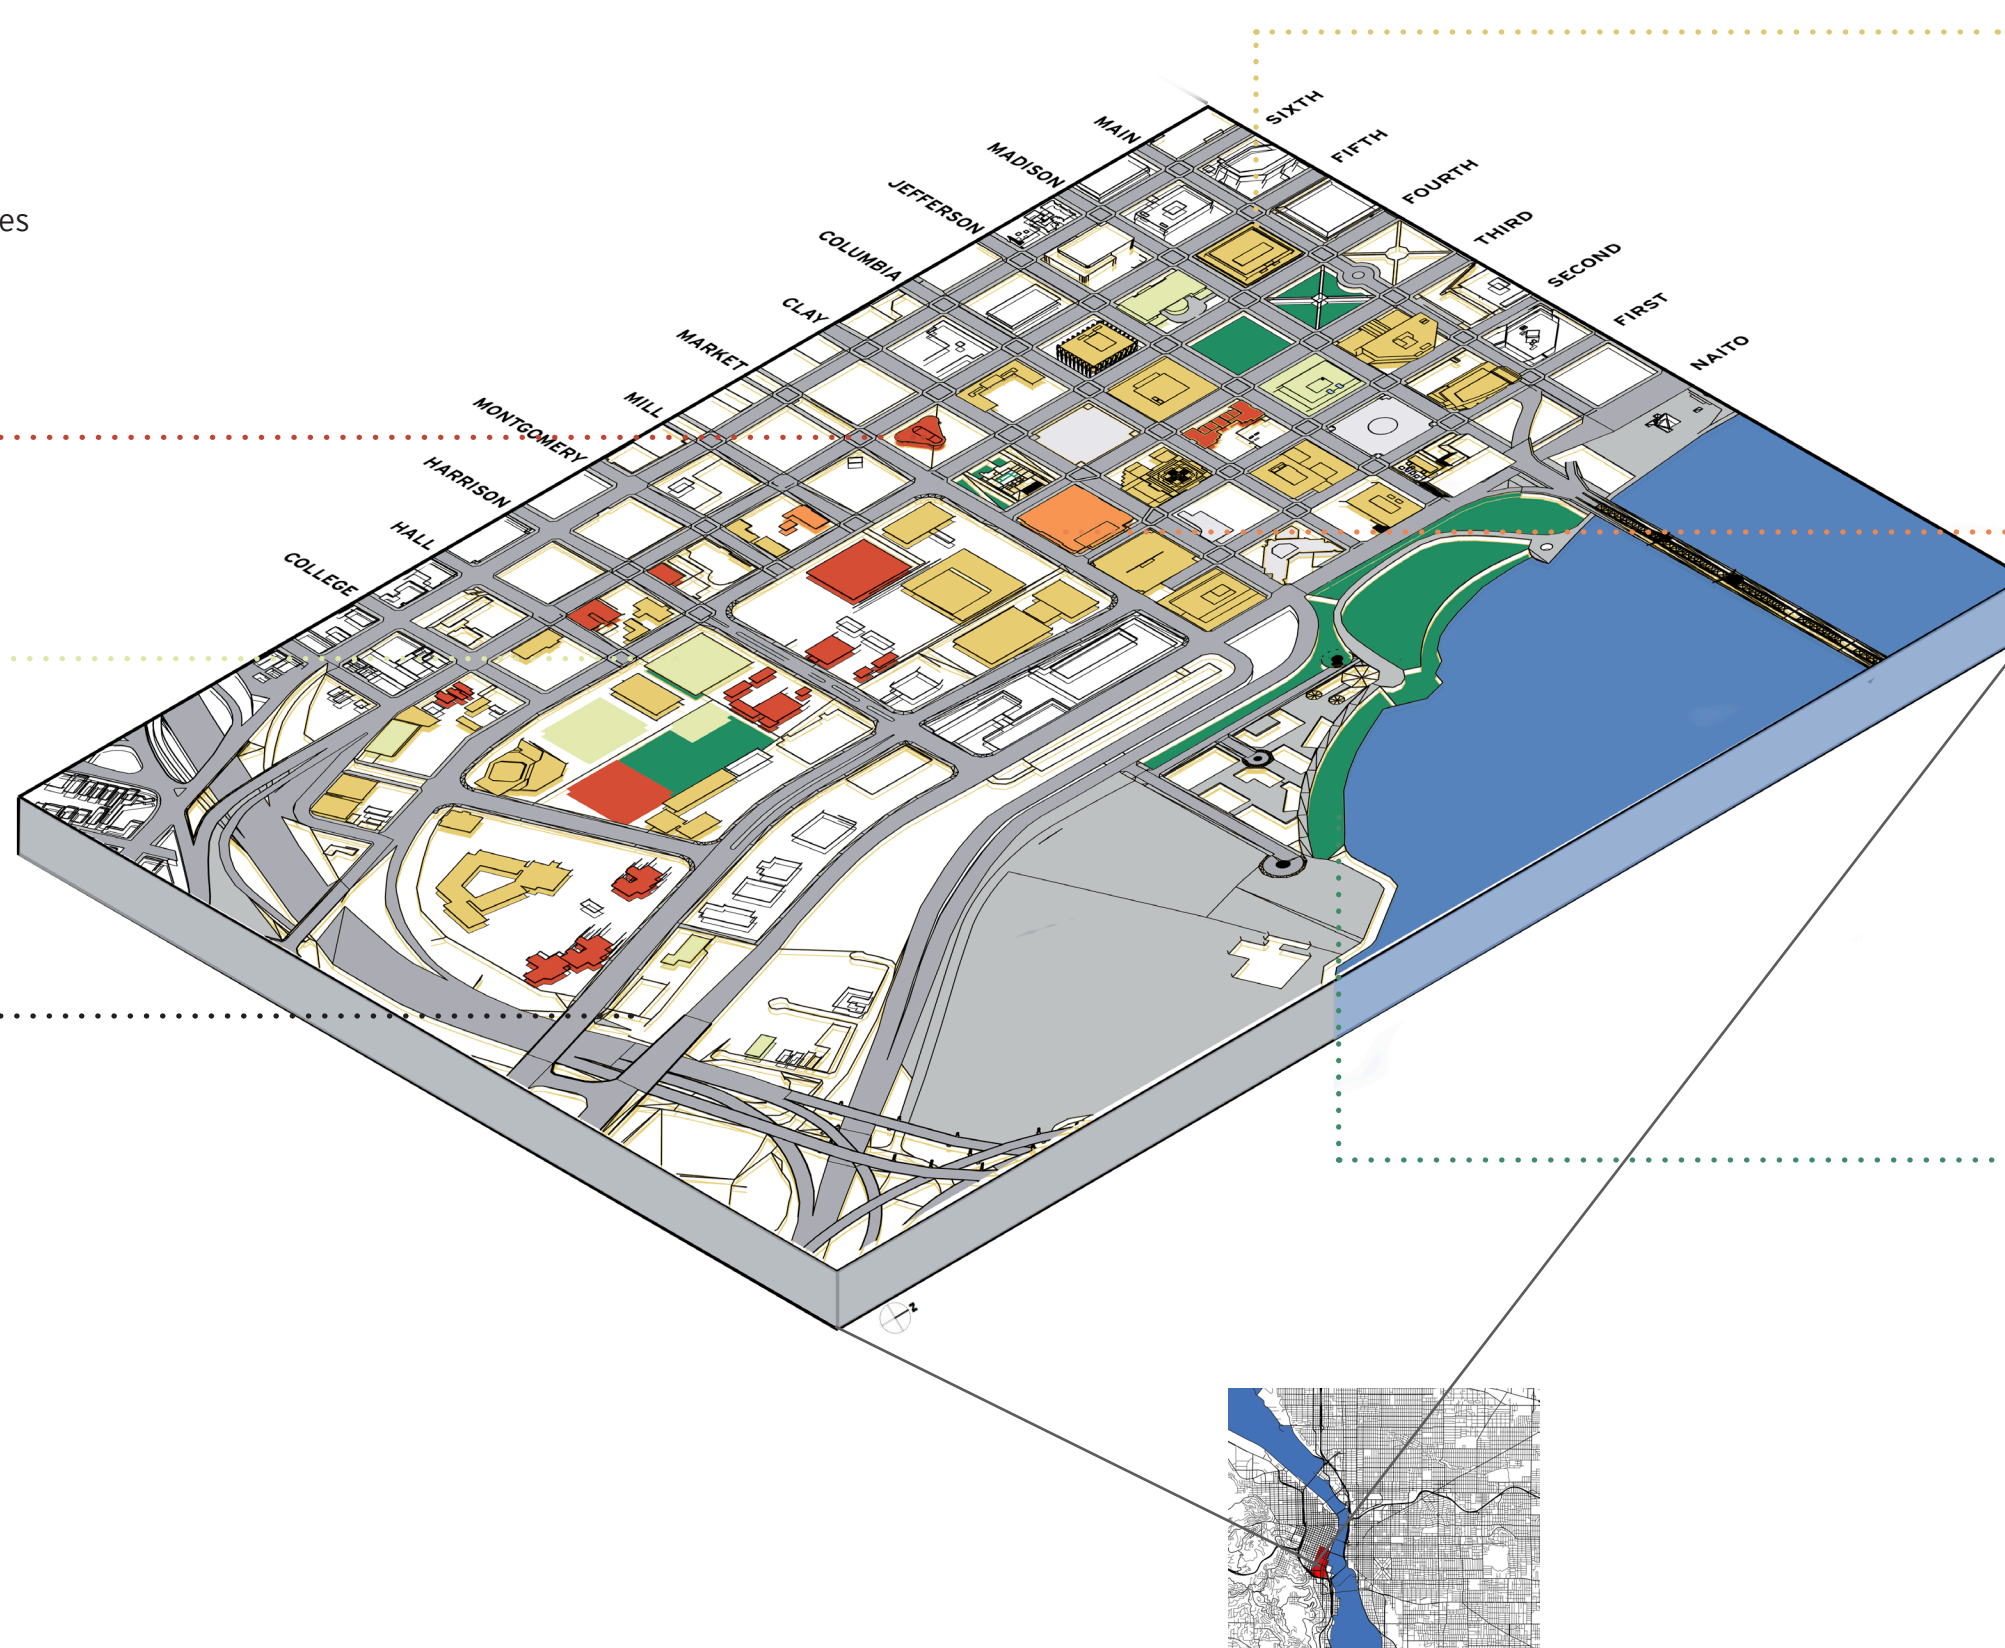 es
SIXTH
FIFTH
FOURTH
THIRD
SECOND
FIRST
NAITO
MAIN
MADISON
JEFFERSON
COLUMBIA
CLAY
MARKET
MILL
MONTGOMERY
HARRISON
HALL
COLLEGE
N